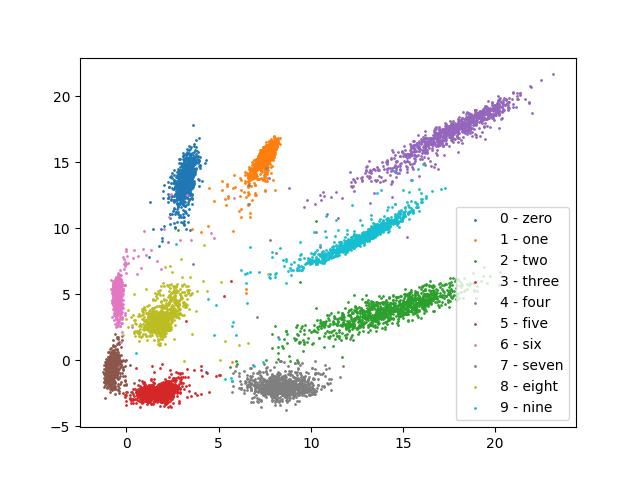 20
15
10
5
0
−5
0
5
10
15
20
0 - zero
1 - one
2 - two
3 - three
4 - four
5 - five
6 - six
7 - seven
8 - eight
9 - nine